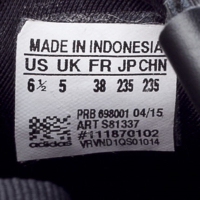 MADE IN INDONESIA
US UK FR JP CHN
6½ 5 38 235 235
PRB 698001 04/15
ART S81337
#111870102
adidas VRVND1QS01014